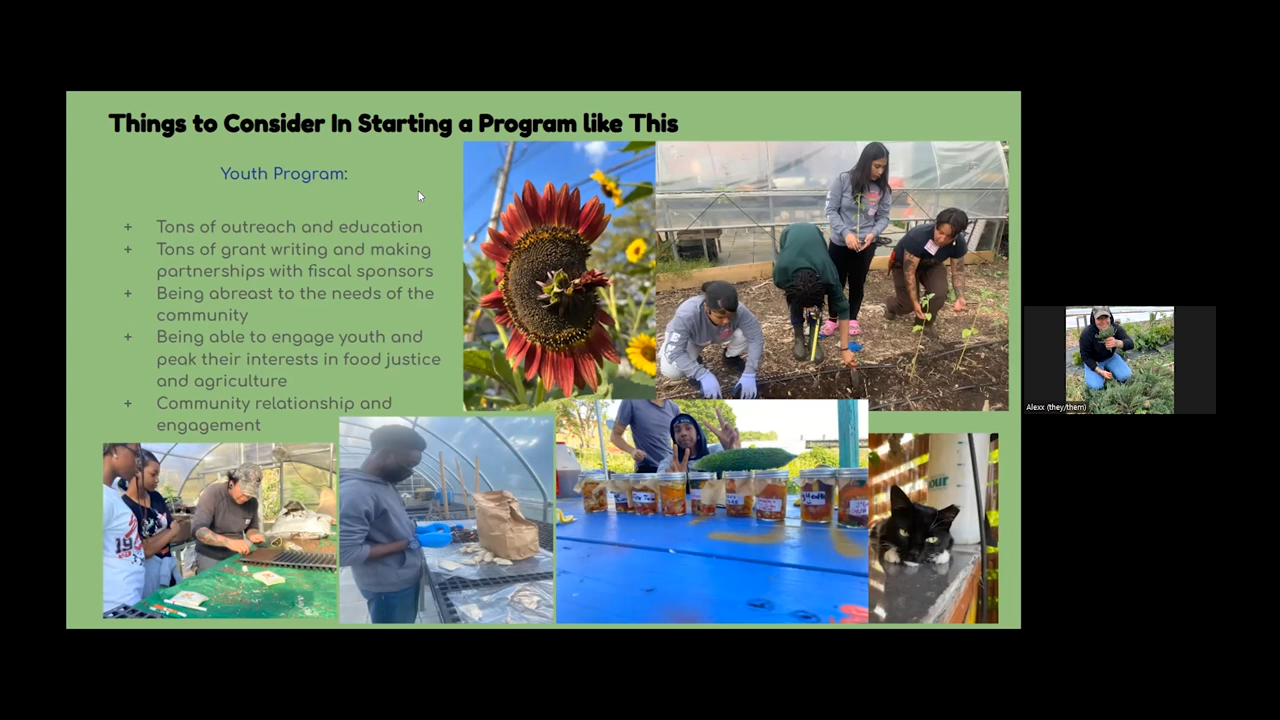 Things to Consider In Starting a Program like This
Youth Program:
+ Tons of outreach and education
+ Tons of grant writing and making
partnerships with fiscal sponsors
+ Being abreast to the needs of the
community
+ Being able to engage youth and
peak their interests in food justice
and agriculture
+ Community relationship and
engagement
Alexx (they/them)
our
19